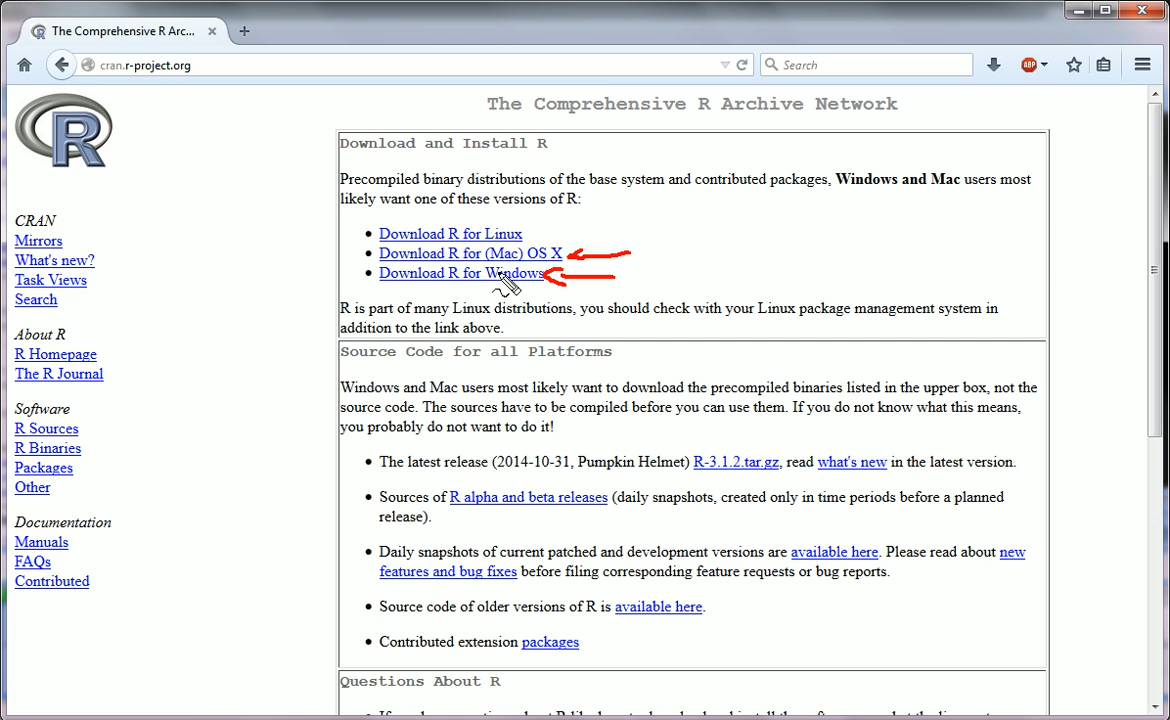 The Comprehensive R Arc...
cran.r-project.org
Search
ABP
R
The Comprehensive R Archive Network
Download and Install R
Precompiled binary distributions of the base system and contributed packages, Windows and Mac users most
likely want one of these versions of R:
Download R for Linux
Download R for (Mac) OS X
Download R for Windows
R is part of many Linux distributions, you should check with your Linux package management system in
addition to the link above.
CRAN
Mirrors
What's new?
Task Views
Search
About R
R Homepage
The R Journal
Software
R Sources
R Binaries
Packages
Other
Documentation
Manuals
FAQs
Contributed
Source Code for all Platforms
Windows and Mac users most likely want to download the precompiled binaries listed in the upper box, not the
source code. The sources have to be compiled before you can use them. If you do not know what this means,
you probably do not want to do it!
The latest release (2014-10-31, Pumpkin Helmet) R-3.1.2.tar.gz, read what's new in the latest version.
Sources of R alpha and beta releases (daily snapshots, created only in time periods before a planned
release).
Daily snapshots of current patched and development versions are available here. Please read about new
features and bug fixes before filing corresponding feature requests or bug reports.
Source code of older versions of R is available here.
Contributed extension packages
Questions About R